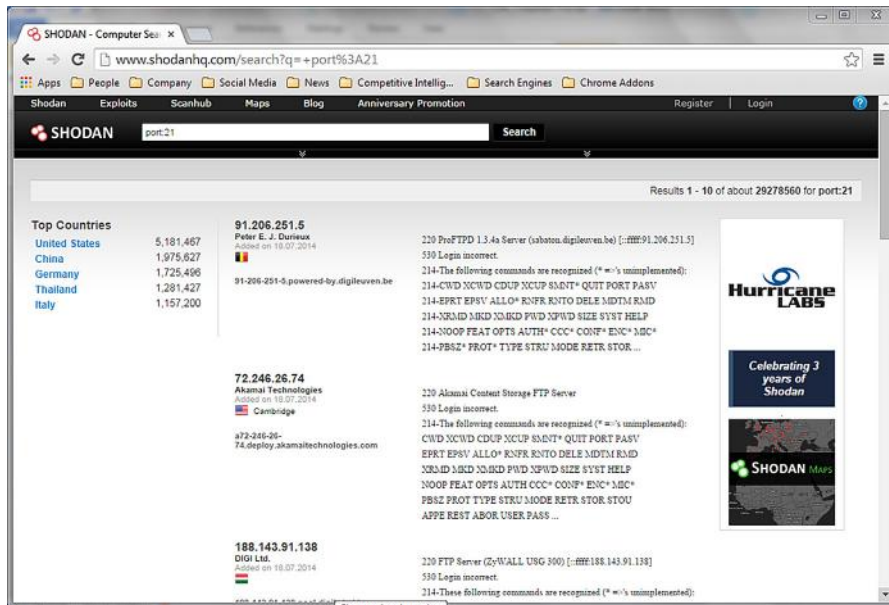 SHODAN - Computer Sea
www.shodanhq.com/search?q=+port%3A21
Apps People Company Social Media News Competitive Intellig... Search Engines Chrome Addons
Shodan Exploits Scanhub Maps Blog Anniversary Promotion Register | Login ?
SHODAN port:21 Search
Results 1 - 10 of about 29278560 for port:21
Top Countries
United States 5,181,467
China 1,975,627
Germany 1,725,496
Thailand 1,281,427
Italy 1,157,200
91.206.251.5
Peter E. J. Durieux
Added on 18.07.2014
91-206-251-5.powered-by.digileuven.be
220 ProFTPD 1.3.4a Server (sabaton.digileuven.be) [::ffff:91.206.251.5]
530 Login incorrect.
214-The following commands are recognized (* =>'s unimplemented):
214-CWD XCWD CDUP XCUP SMNT* QUIT PORT PASV
214-EPRT EPSV ALLO* RNFR RNTO DELE MDTM RMD
214-XRMD MKD XMKD PWD XPWD SIZE SYST HELP
214-NOOP FEAT OPTS AUTH* CCC* CONF* ENC* MIC*
214-PBSZ* PROT* TYPE STRU MODE RETR STOR ...
72.246.26.74
Akamai Technologies
Added on 18.07.2014
Cambridge
a72-246-26-
74.deploy.akamaitechnologies.com
220 Akamai Content Storage FTP Server
530 Login incorrect.
214-The following commands are recognized (* =>'s unimplemented):
CWD XCWD CDUP XCUP SMNT* QUIT PORT PASV
EPRT EPSV ALLO* RNFR RNTO DELE MDTM RMD
XRMD MKD XMKD PWD XPWD SIZE SYST HELP
NOOP FEAT OPTS AUTH CCC* CONF* ENC* MIC*
PBSZ PROT TYPE STRU MODE RETR STOR STOU
APPE REST ABOR USER PASS ...
188.143.91.138
DIGI Ltd.
Added on 18.07.2014
220 FTP Server (ZyWALL USG 300) [::ffff:188.143.91.138]
530 Login incorrect.
214-These following commands are recognized (* =>'s unimplemented):
Hurricane
LABS
Celebrating 3
years of
Shodan
SHODAN MAPS